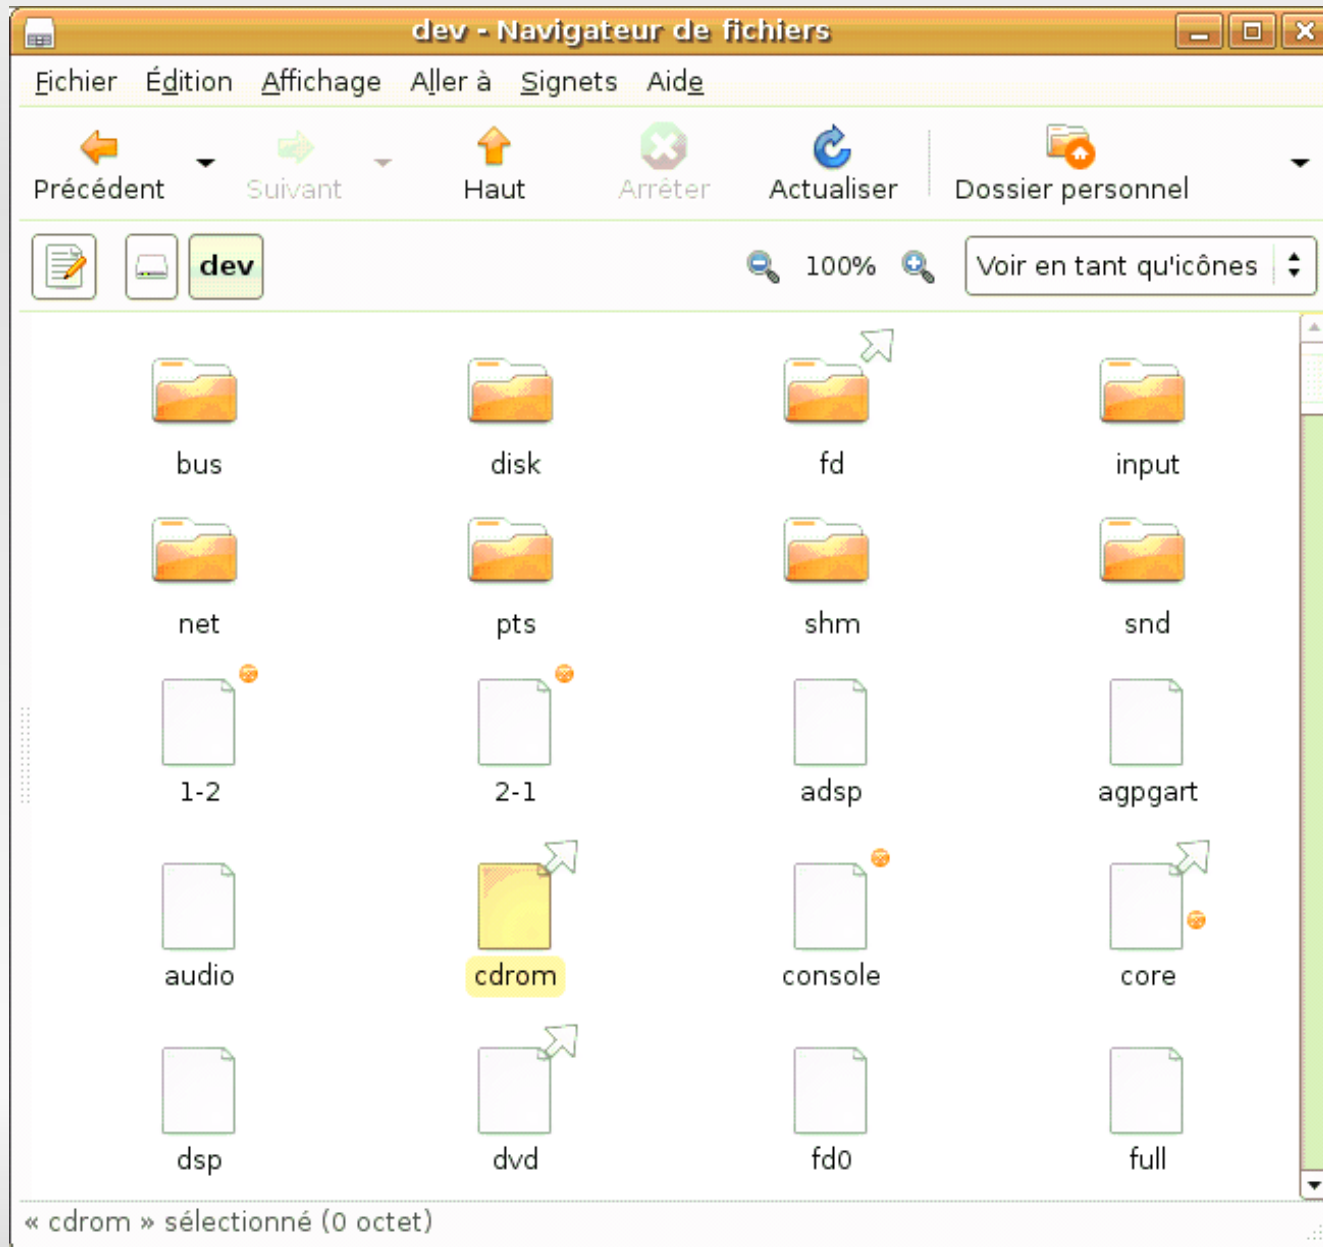 dev - Navigateur de fichiers
Fichier Édition Affichage Aller à Signets Aide
Précédent Suivant Haut Arrêter Actualiser Dossier personnel
dev 100% Voir en tant qu'icônes
bus disk fd input
net pts shm snd
1-2 2-1 adsp agpgart
audio cdrom console core
dsp dvd fd0 full
« cdrom » sélectionné (0 octet)